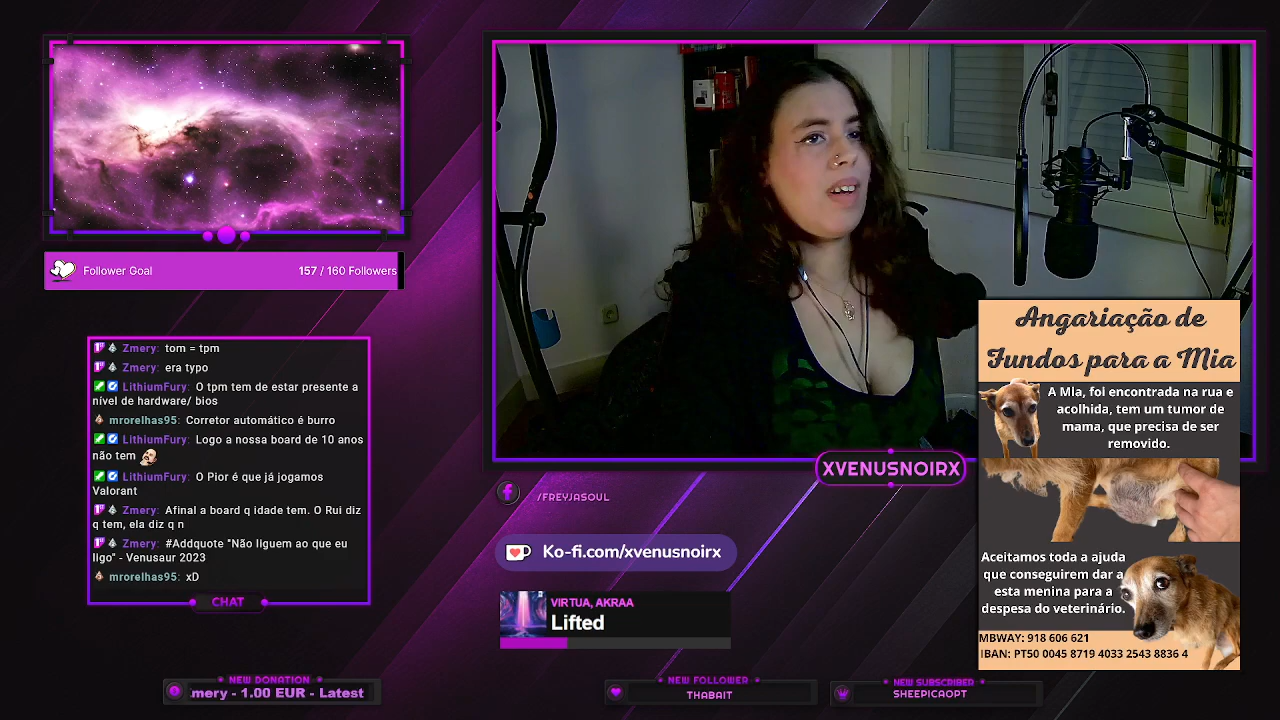 Follower Goal
157 / 160 Followers
Zmery: tom = tpm
Zmery: era typo
LithiumFury: O tpm tem de estar presente a
nível de hardware/ bios
mrorelhas95: Corretor automático é burro
LithiumFury: Logo a nossa board de 10 anos
não tem
LithiumFury: O Pior é que já jogamos
Valorant
Zmery: Afinal a board q idade tem. O Rui diz
q tem, ela diz q n
Zmery: #Addquote "Não lIguem ao que eu
lIgo" - Venusaur 2023
mrorelhas95: xD
CHAT
XVENUSNOIRX
/FREYJASOUL
Ko-fi.com/xvenusnoirx
VIRTUA, AKRAA
Lifted
Angariação de
Fundos para a Mia
A Mia, foi encontrada na rua e
acolhida, tem um tumor de
mama, que precisa de ser
removido.
Aceitamos toda a ajuda
que conseguirem dar a
esta menina para a
despesa do veterinário.
MBWAY: 918 606 621
IBAN: PT50 0045 8719 4033 2543 8836 4
NEW DONATION
mery - 1.00 EUR - Latest
NEW FOLLOWER
THABAIT
NEW SUBSCRIBER
SHEEPICAOPT